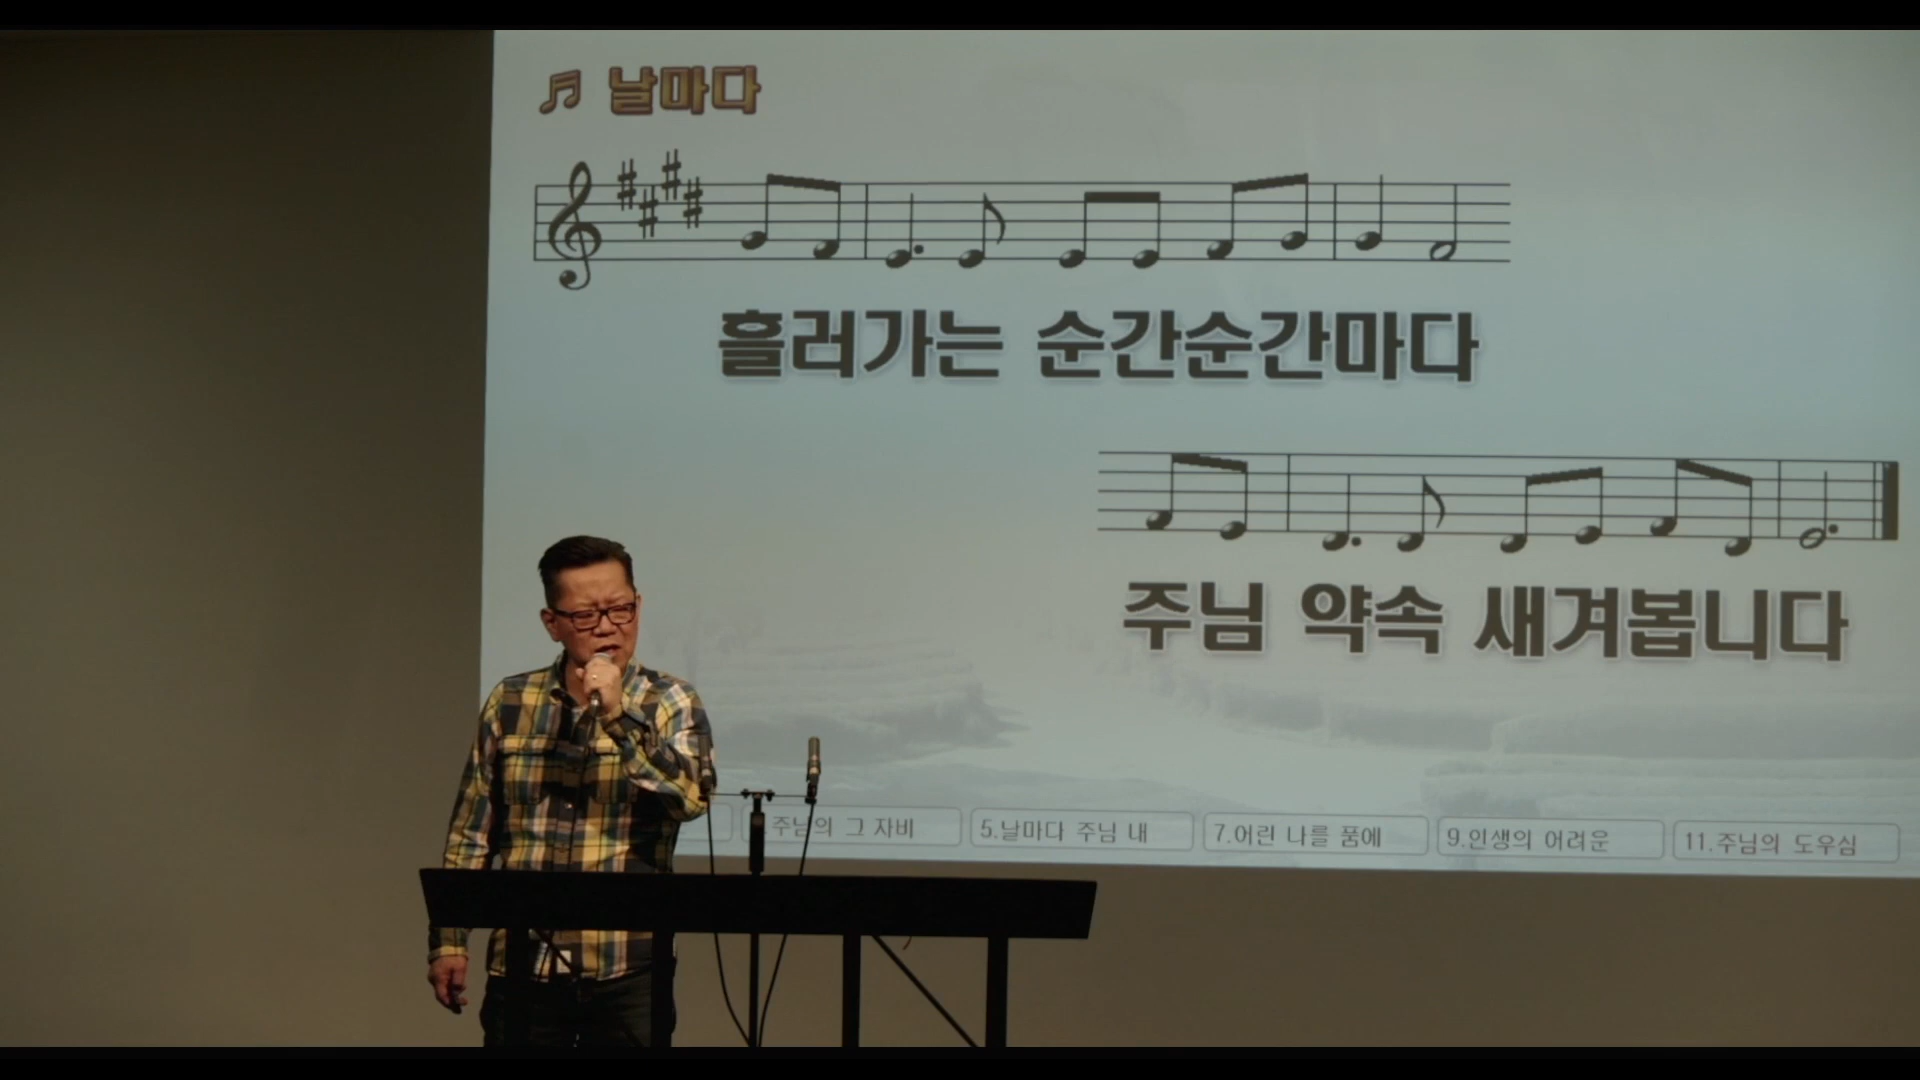 날마다
흘러가는 순간순간마다
주님 약속 새겨봅니다
주님의 그 자비
5.날마다 주님 내
7.어린 나를 품에
9.인생의 어려운
11.주님의 도우심